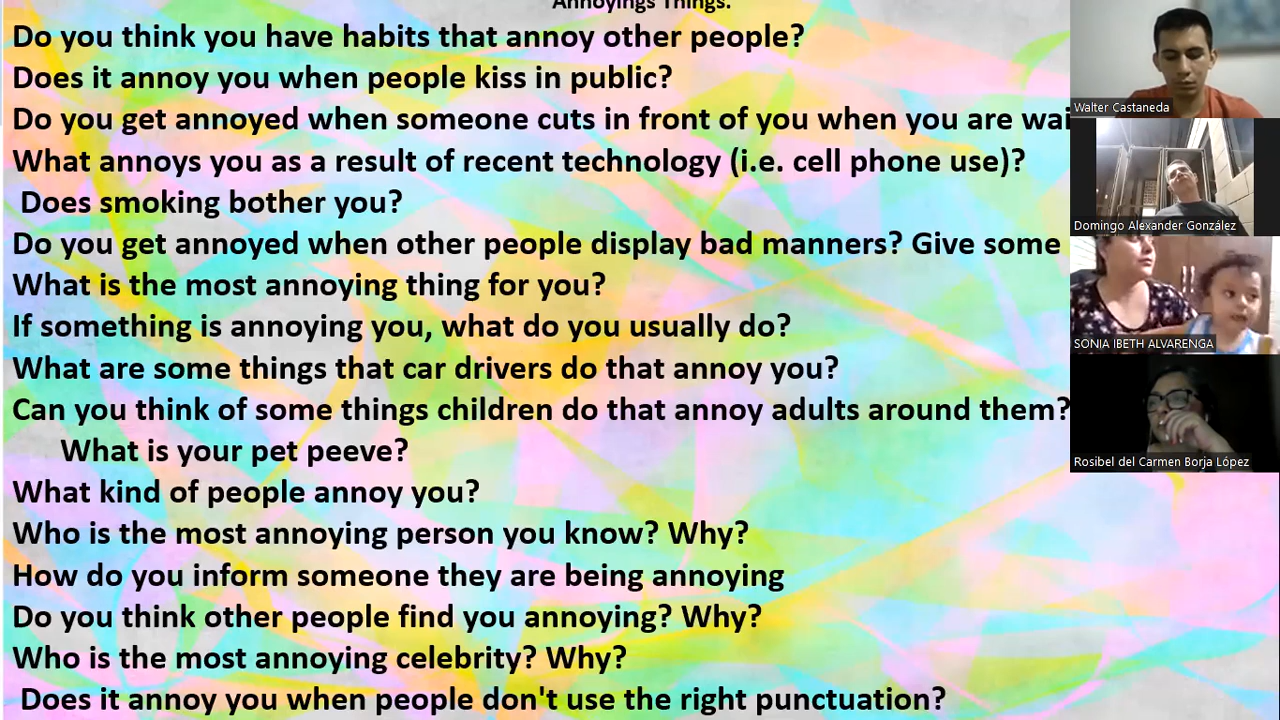 Annoyings Things.
Do you think you have habits that annoy other people?
Does it annoy you when people kiss in public?
Do you get annoyed when someone cuts in front of you when you are wai
What annoys you as a result of recent technology (i.e. cell phone use)?
Does smoking bother you?
Do you get annoyed when other people display bad manners? Give some
What is the most annoying thing for you?
If something is annoying you, what do you usually do?
What are some things that car drivers do that annoy you?
Can you think of some things children do that annoy adults around them?
What is your pet peeve?
What kind of people annoy you?
Who is the most annoying person you know? Why?
How do you inform someone they are being annoying
Do you think other people find you annoying? Why?
Who is the most annoying celebrity? Why?
Does it annoy you when people don't use the right punctuation?
Walter Castaneda
Domingo Alexander González
SONIA IBETH ALVARENGA
Rosibel del Carmen Borja López